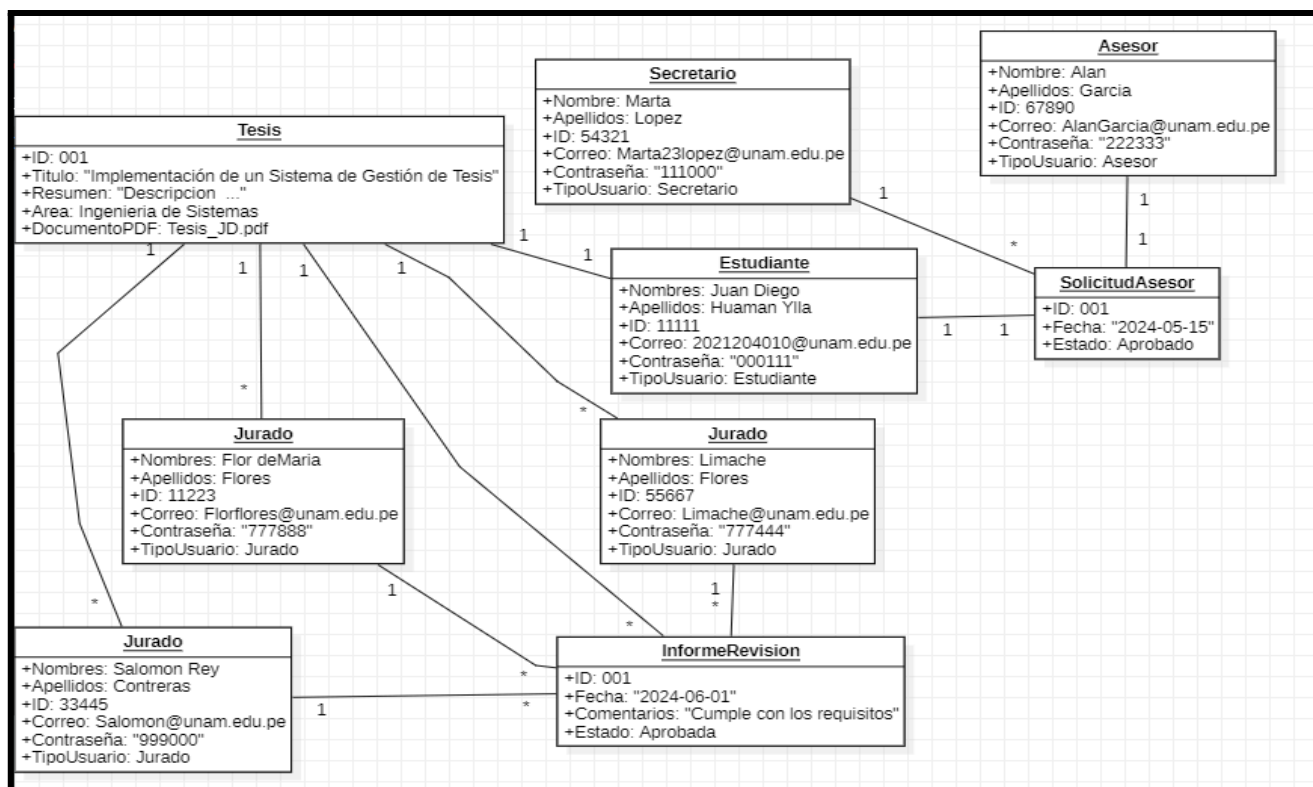 Asesor
+Nombre: Alan
+Apellidos: Garcia
+ID: 67890
+Correo: AlanGarcia@unam.edu.pe
+Contraseña: "222333"
+TipoUsuario: Asesor
Secretario
+Nombre: Marta
+Apellidos: Lopez
+ID: 54321
+Correo: Marta23lopez@unam.edu.pe
+Contraseña: "111000"
+TipoUsuario: Secretario
Tesis
+ID: 001
+Titulo: "Implementación de un Sistema de Gestión de Tesis"
+Resumen: "Descripcion ..."
+Area: Ingenieria de Sistemas
+DocumentoPDF: Tesis_JD.pdf
1
*
1
1
1
1
1
1
1
1
1
Estudiante
+Nombres: Juan Diego
+Apellidos: Huaman Ylla
+ID: 11111
+Correo: 2021204010@unam.edu.pe
+Contraseña: "000111"
+TipoUsuario: Estudiante
1
1
SolicitudAsesor
+ID: 001
+Fecha: "2024-05-15"
+Estado: Aprobado
*
*
Jurado
+Nombres: Flor deMaria
+Apellidos: Flores
+ID: 11223
+Correo: Florflores@unam.edu.pe
+Contraseña: "777888"
+TipoUsuario: Jurado
Jurado
+Nombres: Limache
+Apellidos: Flores
+ID: 55667
+Correo: Limache@unam.edu.pe
+Contraseña: "777444"
+TipoUsuario: Jurado
1
1
*
*
*
Jurado
+Nombres: Salomon Rey
+Apellidos: Contreras
+ID: 33445
+Correo: Salomon@unam.edu.pe
+Contraseña: "999000"
+TipoUsuario: Jurado
*
1
*
InformeRevision
+ID: 001
+Fecha: "2024-06-01"
+Comentarios: "Cumple con los requisitos"
+Estado: Aprobada